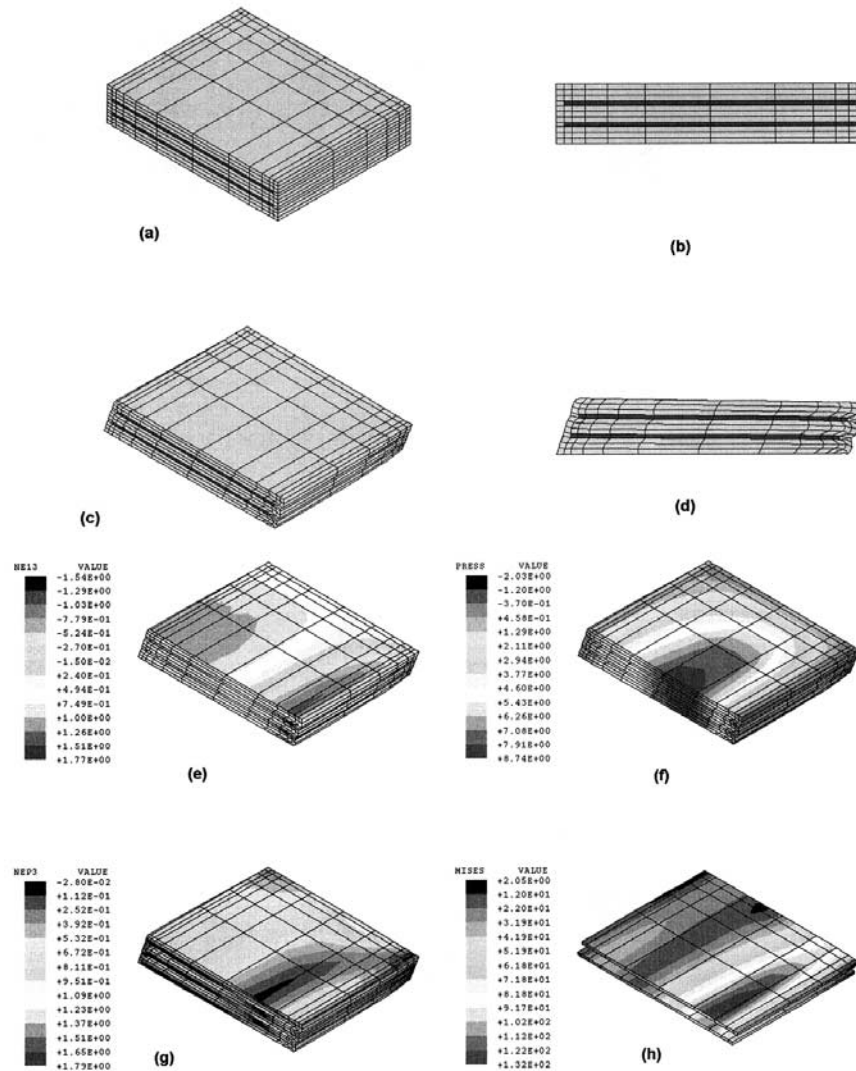 (a)
(b)
(c)
(d)
NE13 VALUE
-1.54E+00
-1.29E+00
-1.03E+00
-7.79E-01
-5.24E-01
-2.70E-01
-1.50E-02
+2.40E-01
+4.94E-01
+7.49E-01
+1.00E+00
+1.26E+00
+1.51E+00
+1.77E+00
(e)
PRESS VALUE
-2.03E+00
-1.20E+00
-3.70E-01
+4.58E-01
+1.29E+00
+2.11E+00
+2.94E+00
+3.77E+00
+4.60E+00
+5.43E+00
+6.26E+00
+7.08E+00
+7.91E+00
+8.74E+00
(f)
NEP3 VALUE
-2.80E-02
+1.12E-01
+2.52E-01
+3.92E-01
+5.32E-01
+6.72E-01
+8.11E-01
+9.51E-01
+1.09E+00
+1.23E+00
+1.37E+00
+1.51E+00
+1.65E+00
+1.79E+00
(g)
MISES VALUE
+2.05E+00
+1.20E+01
+2.20E+01
+3.19E+01
+4.19E+01
+5.19E+01
+6.18E+01
+7.18E+01
+8.18E+01
+9.17E+01
+1.02E+02
+1.12E+02
+1.22E+02
+1.32E+02
(h)